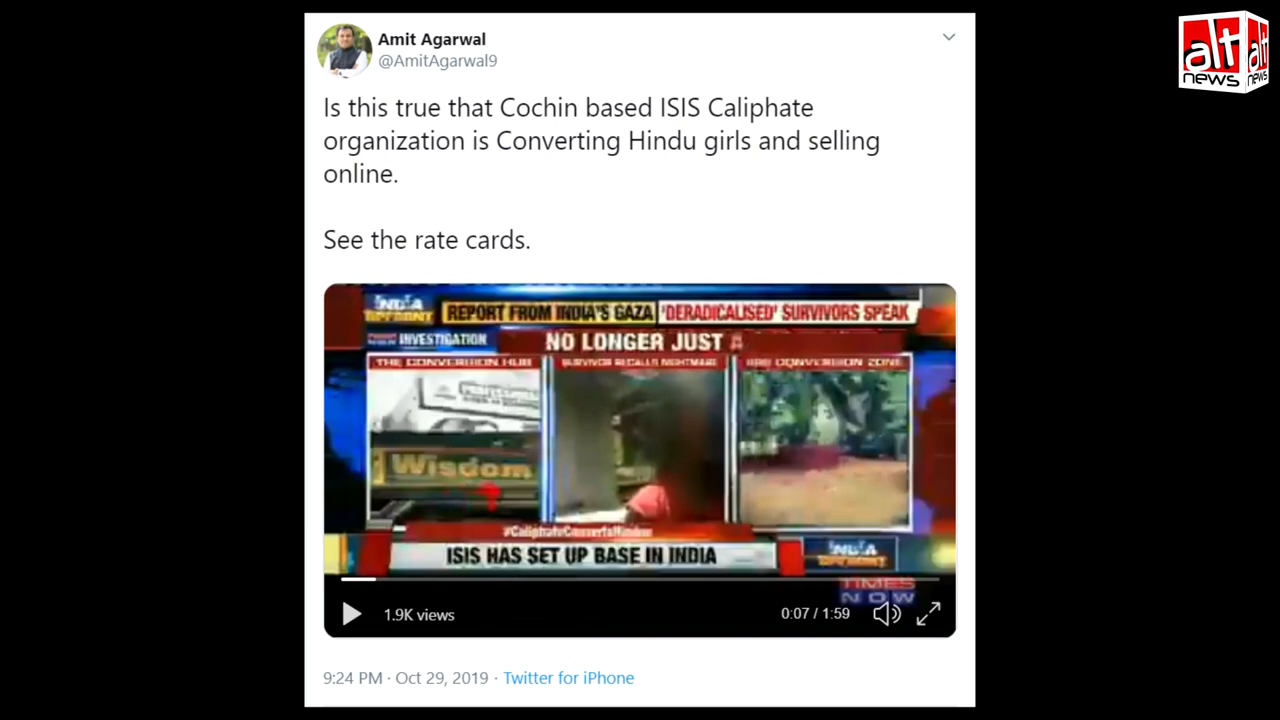 alt
news
alt
news
Amit Agarwal
@AmitAgarwal9
Is this true that Cochin based ISIS Caliphate
organization is Converting Hindu girls and selling
online.
See the rate cards.
INDIA
UPFRONT
REPORT FROM INDIA'S GAZA 'DERADICALISED' SURVIVORS SPEAK
INVESTIGATION
NO LONGER JUST
THE CONVERSION HUB
SURVIVOR RECALLS NIGHTMARE
CONVERSION ZONE
Wisdom
#CaliphateConvertsHindus
ISIS HAS SET UP BASE IN INDIA
INDIA
UPFRONT
TIMES
NOW
1.9K views
0:07 / 1:59
9:24 PM · Oct 29, 2019 · Twitter for iPhone